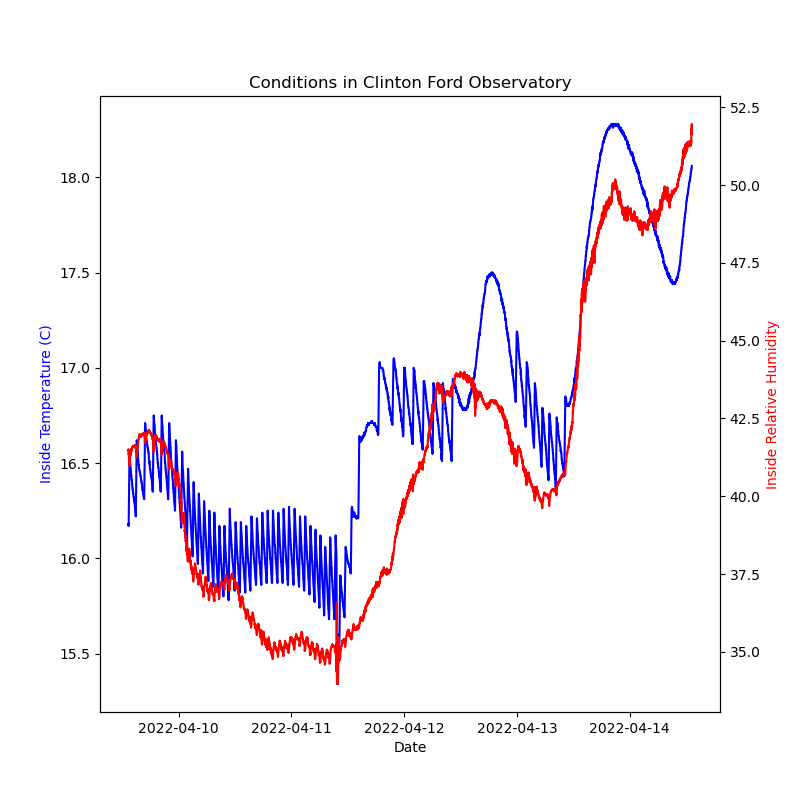 Conditions in Clinton Ford Observatory
Inside Temperature (C)
18.0
17.5
17.0
16.5
16.0
15.5
52.5
50.0
47.5
45.0
42.5
40.0
37.5
35.0
Inside Relative Humidity
2022-04-10 2022-04-11 2022-04-12 2022-04-13 2022-04-14
Date